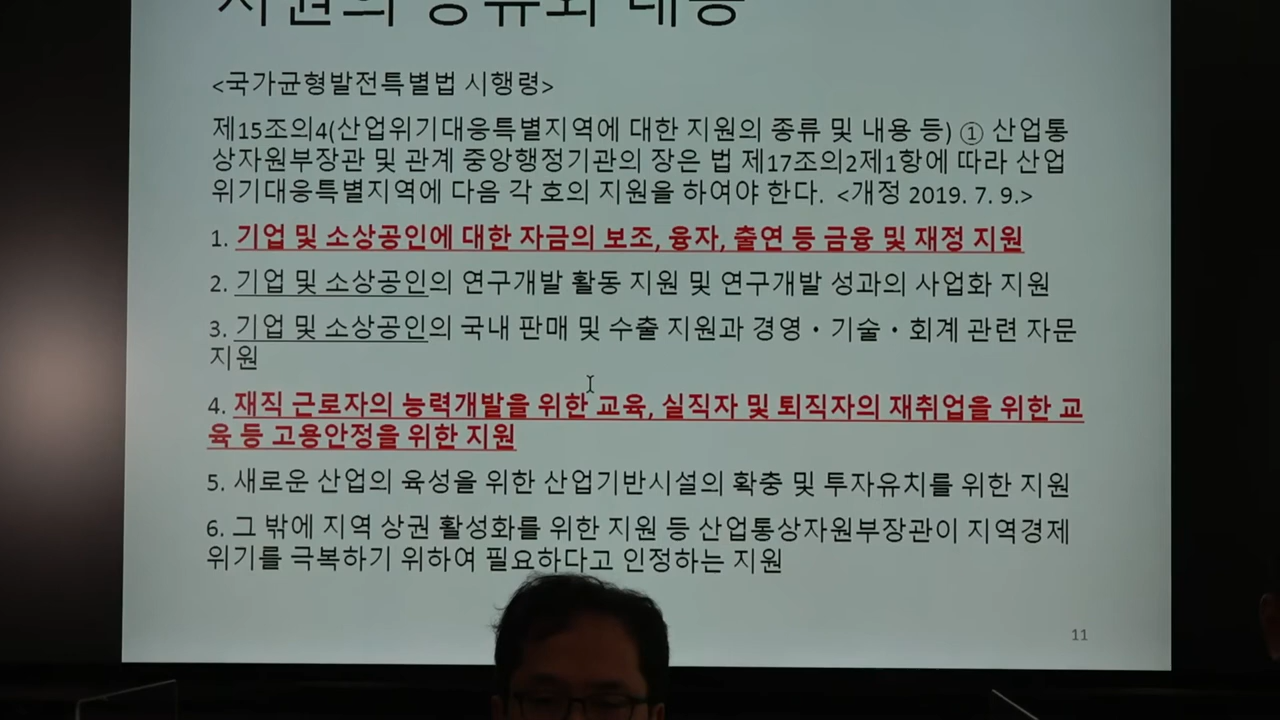 지원의 종류와 내용
<국가균형발전특별법 시행령>
제15조의4(산업위기대응특별지역에 대한 지원의 종류 및 내용 등) ① 산업통
상자원부장관 및 관계 중앙행정기관의 장은 법 제17조의2제1항에 따라 산업
위기대응특별지역에 다음 각 호의 지원을 하여야 한다. <개정 2019. 7. 9.>
1. 기업 및 소상공인에 대한 자금의 보조, 융자, 출연 등 금융 및 재정 지원
2. 기업 및 소상공인의 연구개발 활동 지원 및 연구개발 성과의 사업화 지원
3. 기업 및 소상공인의 국내 판매 및 수출 지원과 경영・기술・회계 관련 자문
지원
4. 재직 근로자의 능력개발을 위한 교육, 실직자 및 퇴직자의 재취업을 위한 교
육 등 고용안정을 위한 지원
5. 새로운 산업의 육성을 위한 산업기반시설의 확충 및 투자유치를 위한 지원
6. 그 밖에 지역 상권 활성화를 위한 지원 등 산업통상자원부장관이 지역경제
위기를 극복하기 위하여 필요하다고 인정하는 지원
11